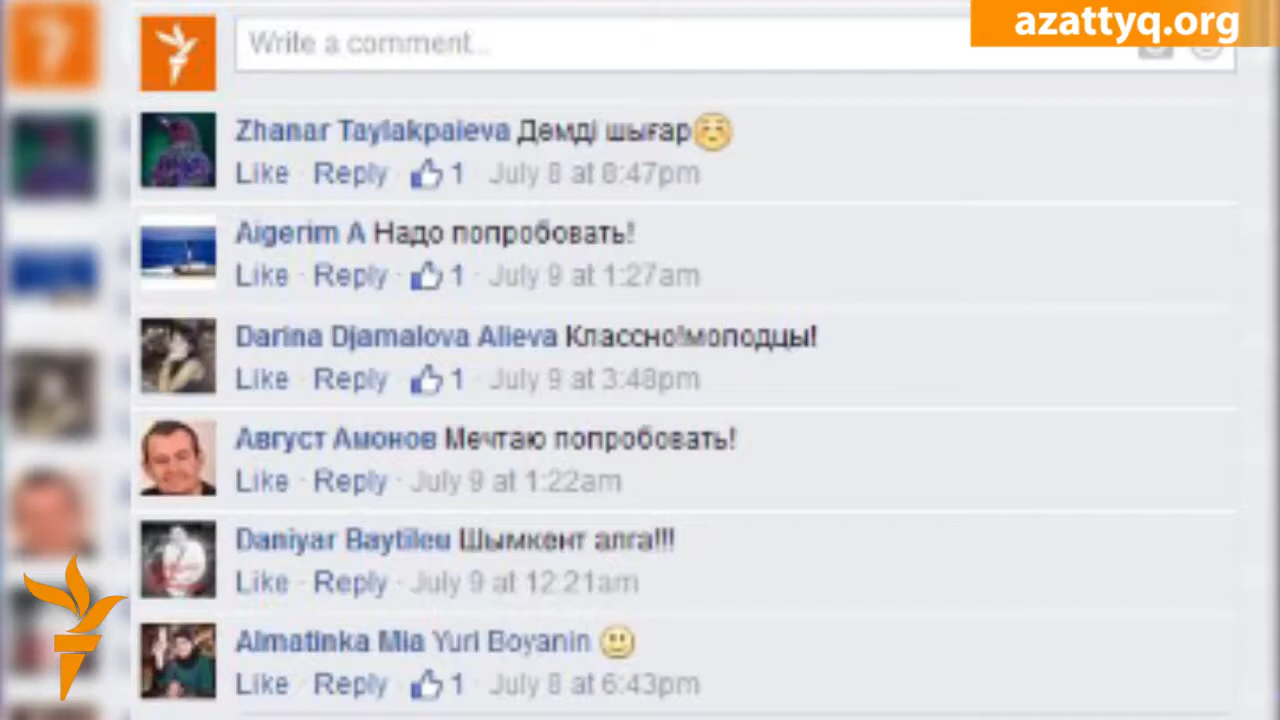 azattyq.org
Write a comment...
Zhanar Taylakpaieva Дәмді шығар
Like · Reply · 1 · July 8 at 8:47pm
Aigerim A Надо попробовать!
Like · Reply · 1 · July 9 at 1:27am
Darina Djamalova Alieva Классно!молодцы!
Like · Reply · 1 · July 9 at 3:48pm
Август Амонов Мечтаю попробовать!
Like · Reply · July 9 at 1:22am
Daniyar Baytileu Шымкент алга!!!
Like · Reply · July 9 at 12:21am
Almatinka Mia Yuri Boyanin
Like · Reply · 1 · July 8 at 6:43pm